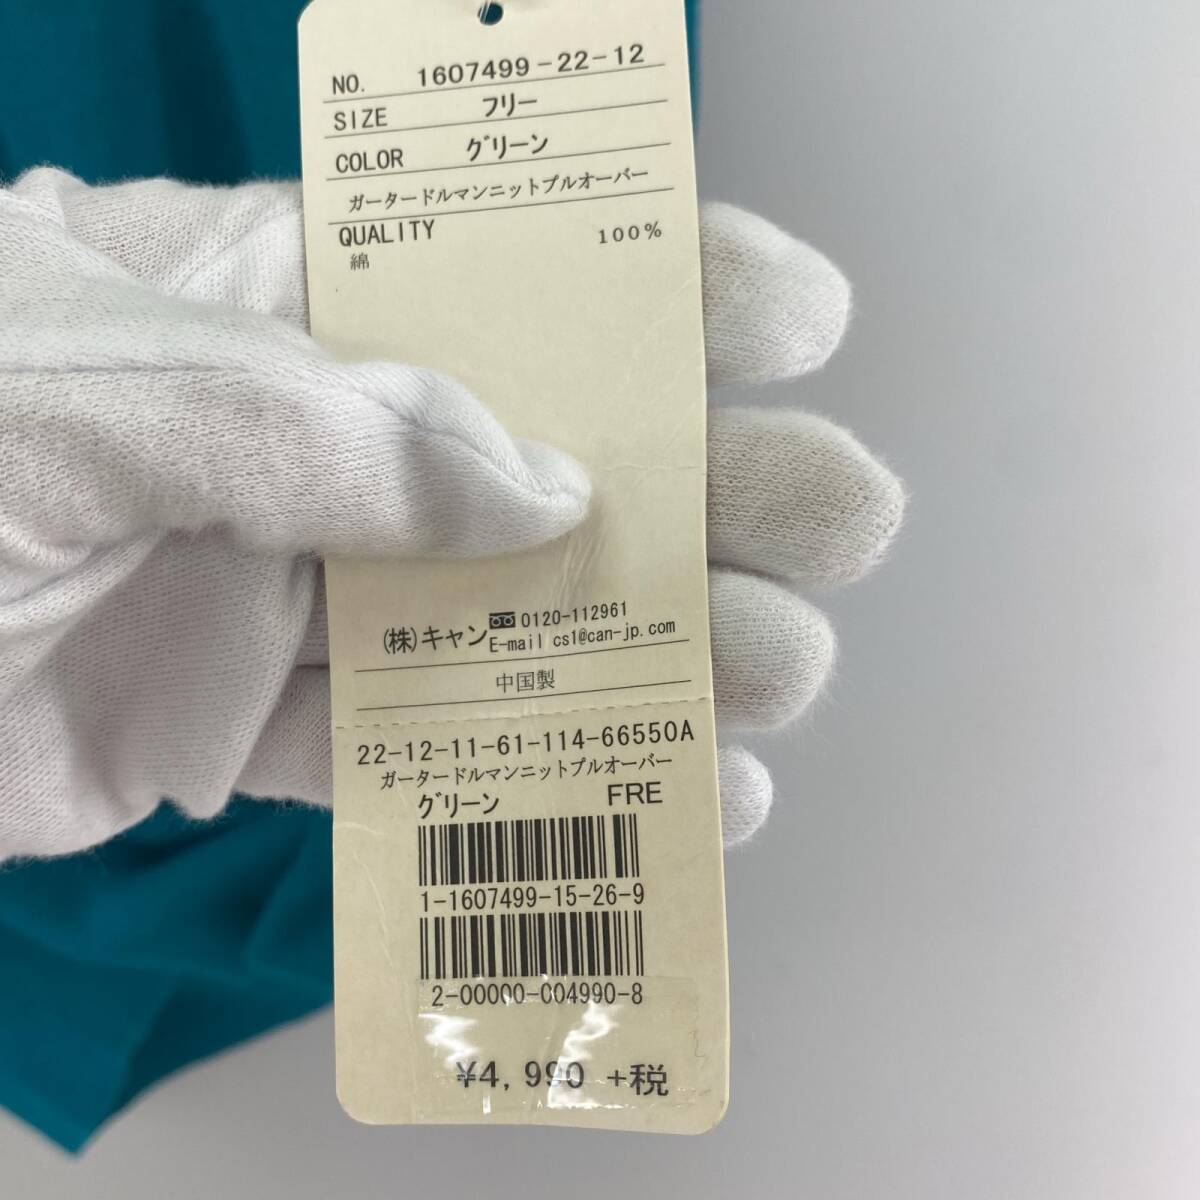 NO. 1607499-22-12
SIZE フリー
COLOR グリーン
ガータードルマンニットプルオーバー
QUALITY
綿 100%
(株)キャン 0120-112961
E-mail cs1@can-jp.com
中国製
22-12-11-61-114-66550A
ガータードルマンニットプルオーバー
グリーン FRE
1-1607499-15-26-9
2-00000-004990-8
¥4,990 +税